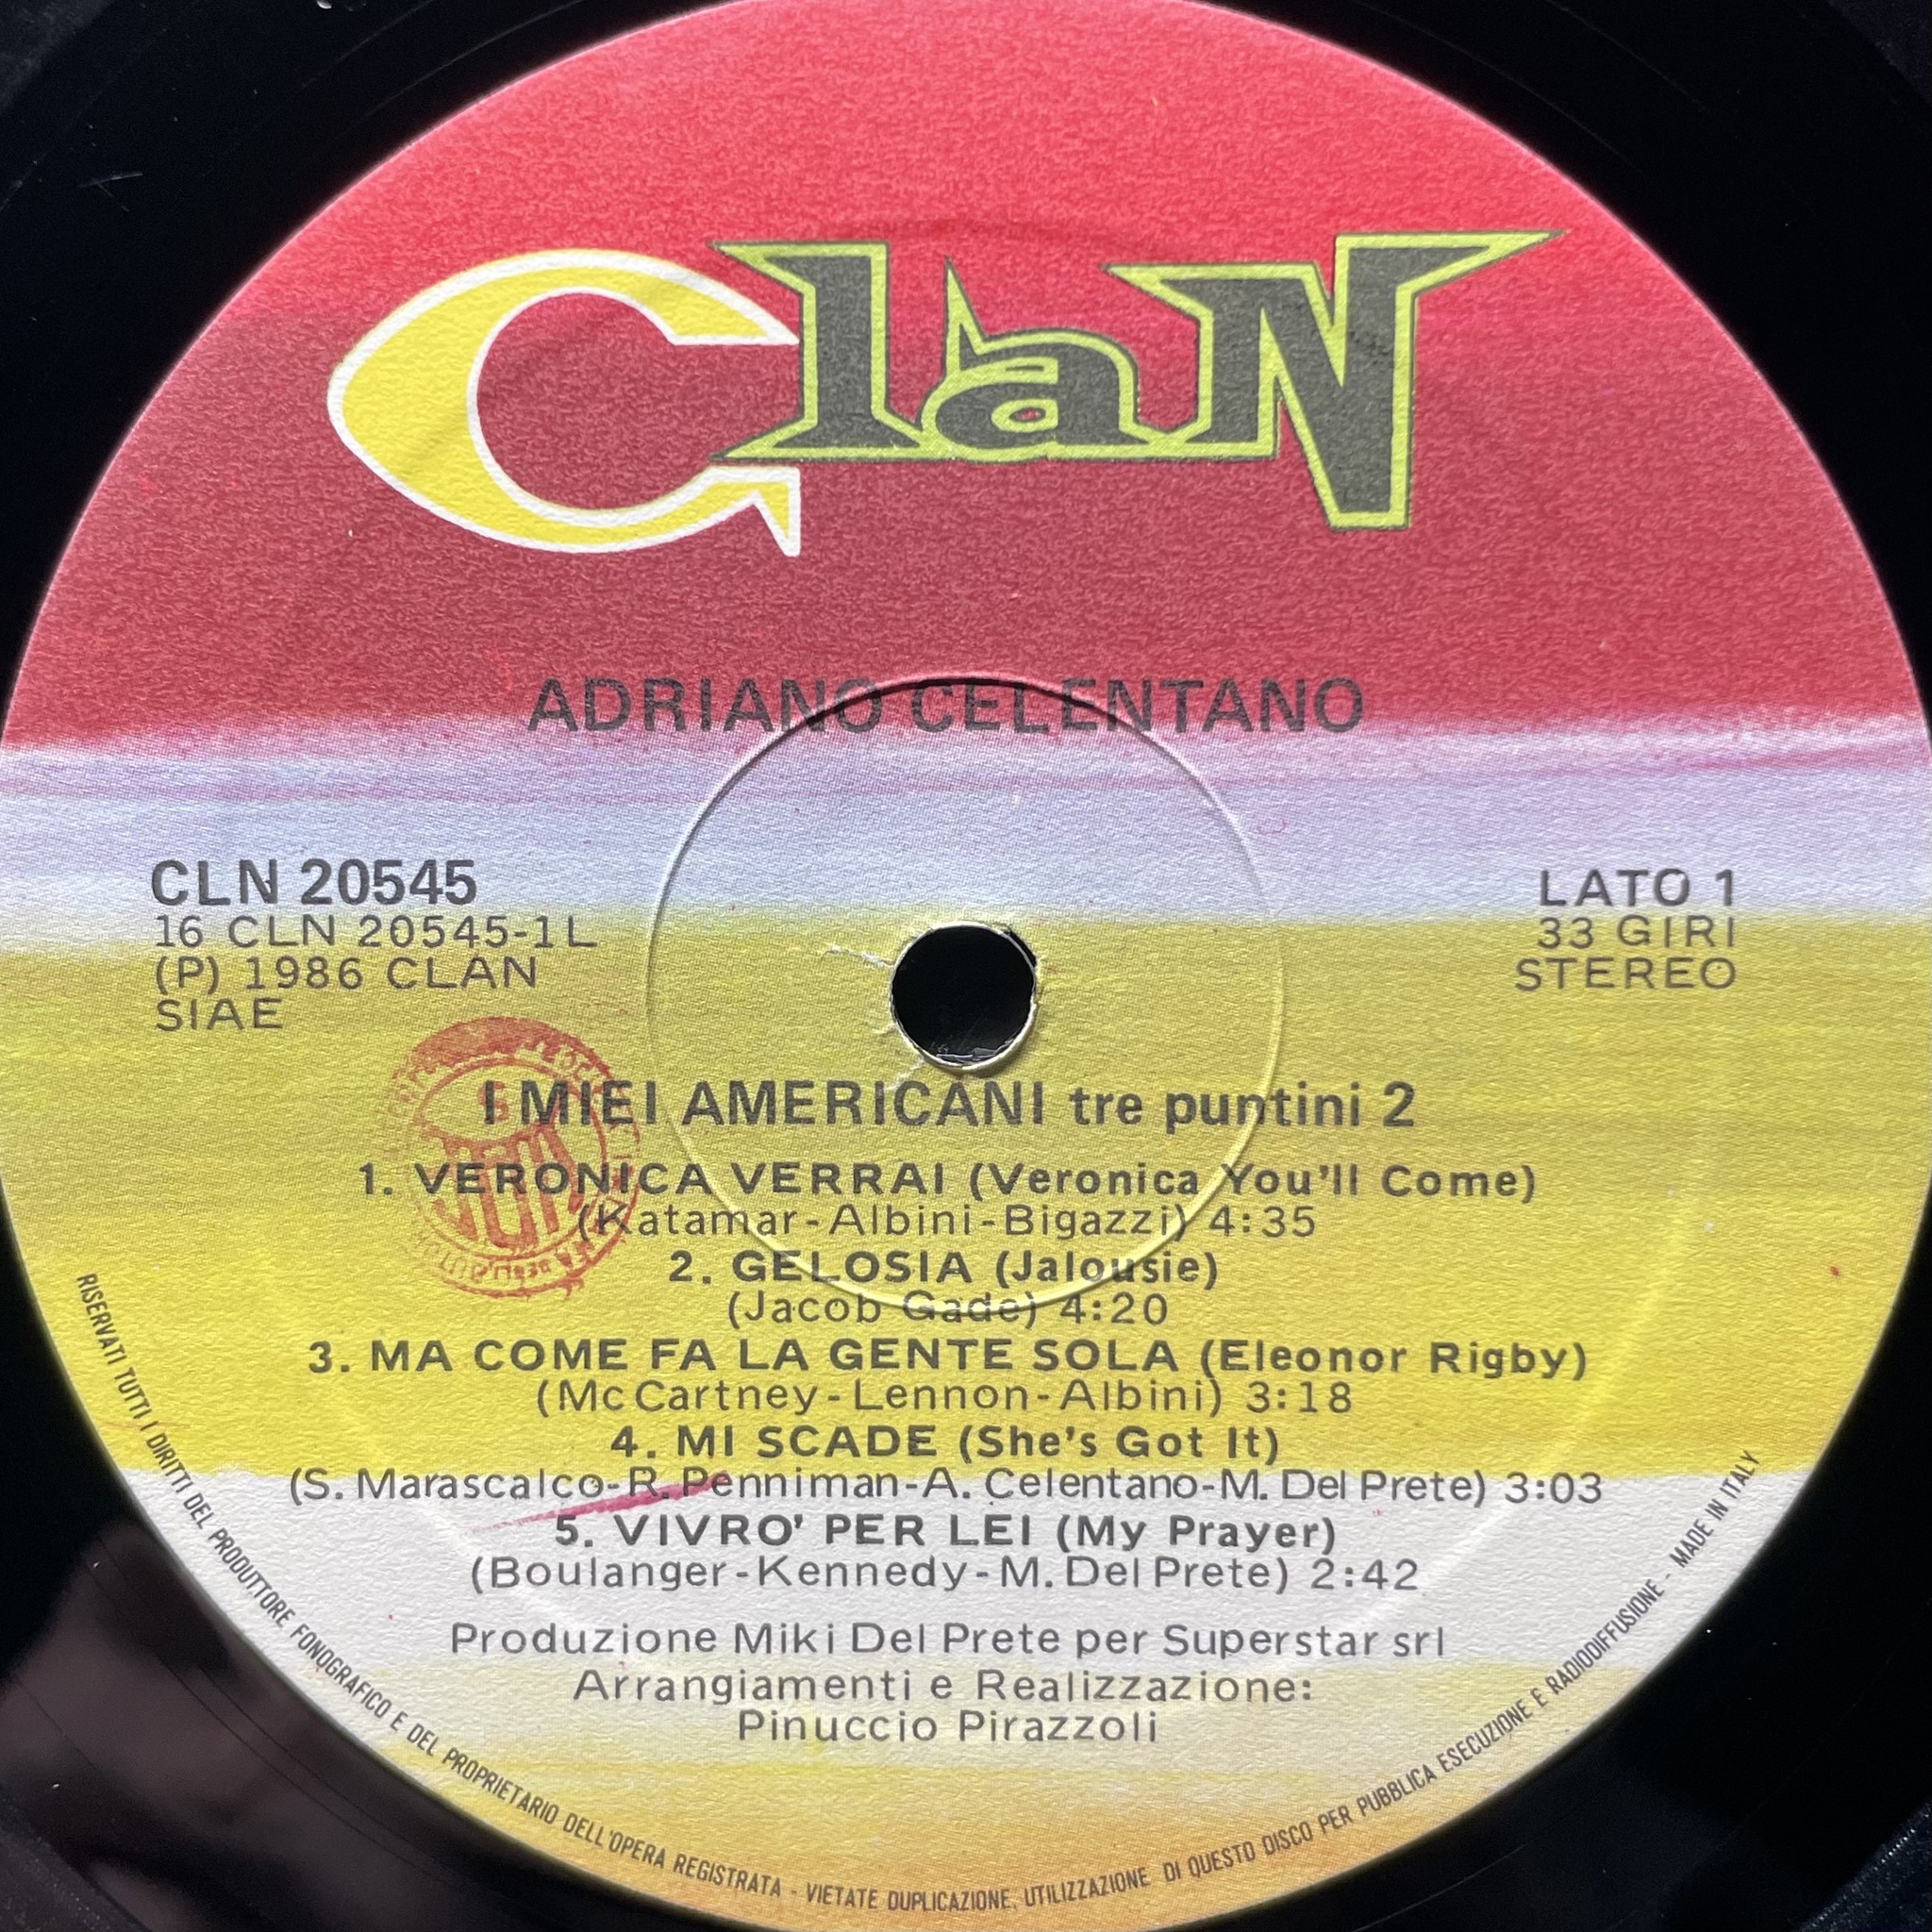 Clan
ADRIANO CELENTANO
CLN 20545
16 CLN 20545-1L
(P) 1986 CLAN
SIAE
LATO 1
33 GIRI
STEREO
I MIEI AMERICANI tre puntini 2
1. VERONICA VERRAI (Veronica You'll Come)
(Katamar-Albini-Bigazzi) 4:35
2. GELOSIA (Jalousie)
(Jacob Gade) 4:20
3. MA COME FA LA GENTE SOLA (Eleonor Rigby)
(Mc Cartney-Lennon-Albini) 3:18
4. MI SCADE (She's Got It)
(S. Marascalco-R. Penniman-A. Celentano-M. Del Prete) 3:03
5. VIVRO' PER LEI (My Prayer)
(Boulanger-Kennedy-M. Del Prete) 2:42
Produzione Miki Del Prete per Superstar srl
Arrangiamenti e Realizzazione:
Pinuccio Pirazzoli
RISERVATI TUTTI I DIRITTI DEL PRODUTTORE FONOGRAFICO E DEL PROPRIETARIO DELL'OPERA REGISTRATA - VIETATE DUPLICAZIONE, UTILIZZAZIONE DI QUESTO DISCO PER PUBBLICA ESECUZIONE E RADIODIFFUSIONE - MADE IN ITALY